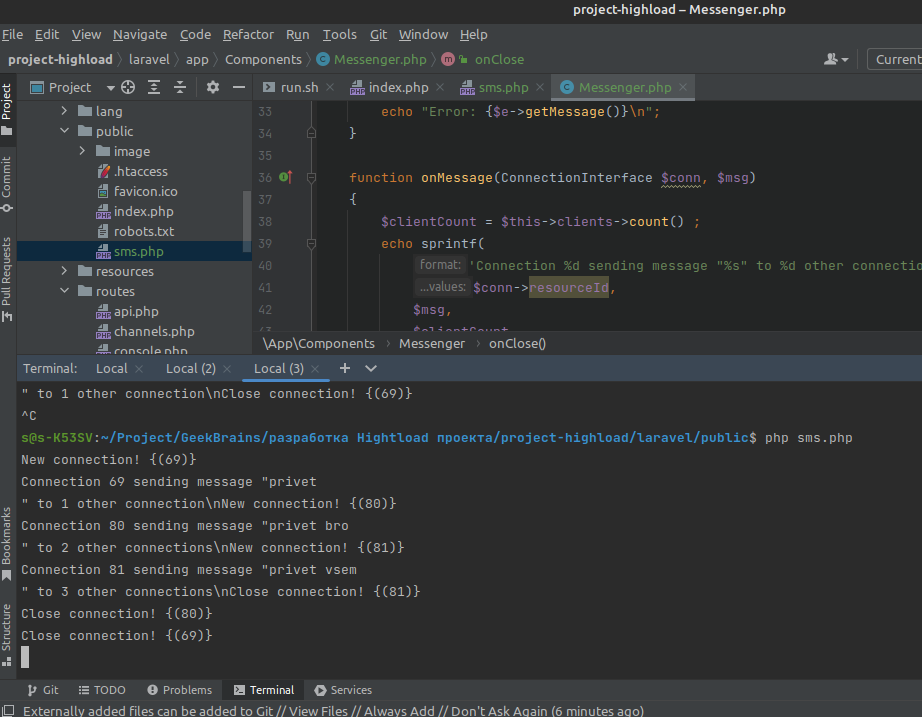 project-highload – Messenger.php
File Edit View Navigate Code Refactor Run Tools Git Window Help
project-highload laravel app Components Messenger.php onClose Current
Project run.sh index.php sms.php Messenger.php
Project
Commit
Pull Requests
Bookmarks
Structure
lang
public
image
.htaccess
favicon.ico
index.php
robots.txt
sms.php
resources
routes
api.php
channels.php
console.php
33 echo "Error: {$e->getMessage()}\n";
34 }
35
36 function onMessage(ConnectionInterface $conn, $msg)
37 {
38 $clientCount = $this->clients->count() ;
39 echo sprintf(
40 format: 'Connection %d sending message "%s" to %d other connectio
41 ...values: $conn->resourceId,
42 $msg,
43 $clientCount
\App\Components Messenger onClose()
Terminal: Local Local (2) Local (3)
" to 1 other connection\nClose connection! {(69)}
^C
s@s-K53SV:~/Project/GeekBrains/разработка Hightload проекта/project-highload/laravel/public$ php sms.php
New connection! {(69)}
Connection 69 sending message "privet
" to 1 other connection\nNew connection! {(80)}
Connection 80 sending message "privet bro
" to 2 other connections\nNew connection! {(81)}
Connection 81 sending message "privet vsem
" to 3 other connections\nClose connection! {(81)}
Close connection! {(80)}
Close connection! {(69)}
Git TODO Problems Terminal Services
Externally added files can be added to Git // View Files // Always Add // Don't Ask Again (6 minutes ago)